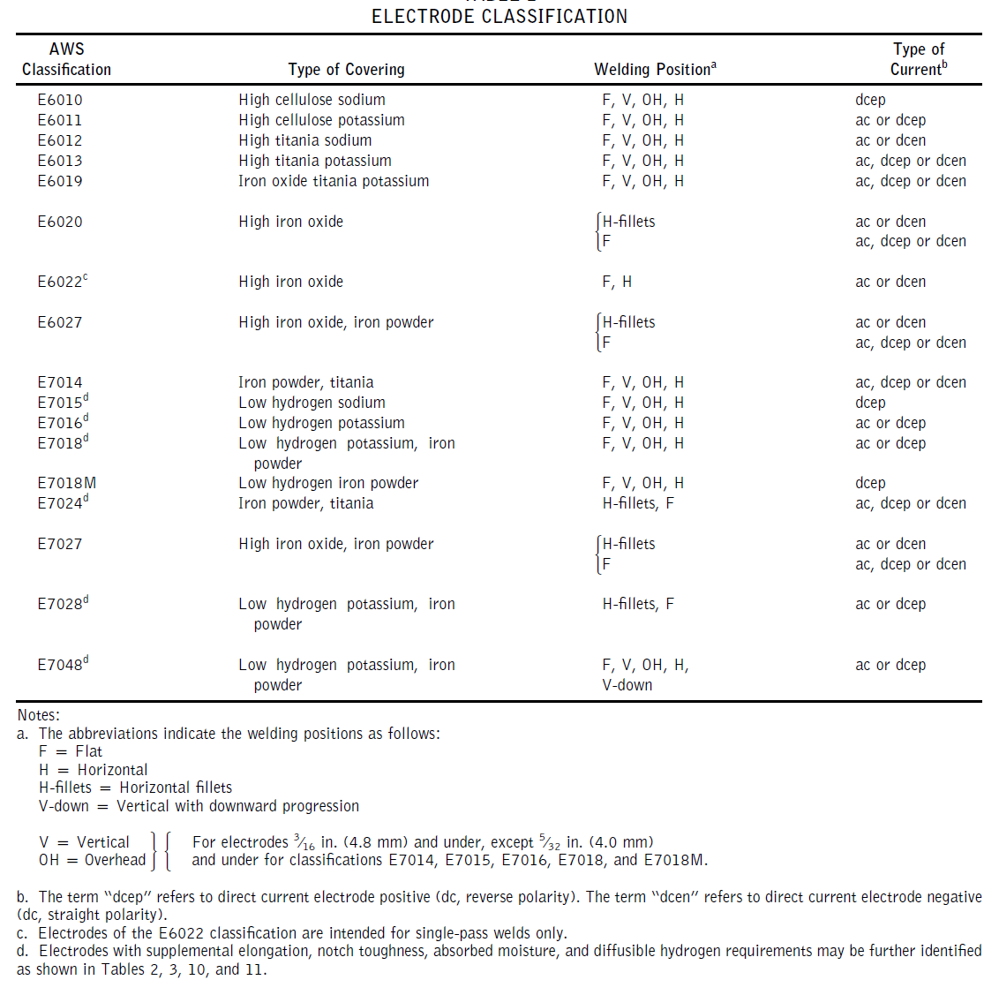 ELECTRODE CLASSIFICATION
AWS Classification Type of Covering Welding Positionᵃ Type of Currentᵇ
E6010 High cellulose sodium F, V, OH, H dcep
E6011 High cellulose potassium F, V, OH, H ac or dcep
E6012 High titania sodium F, V, OH, H ac or dcen
E6013 High titania potassium F, V, OH, H ac, dcep or dcen
E6019 Iron oxide titania potassium F, V, OH, H ac, dcep or dcen
E6020 High iron oxide H-fillets ac or dcen
F ac, dcep or dcen
E6022ᶜ High iron oxide F, H ac or dcen
E6027 High iron oxide, iron powder H-fillets ac or dcen
F ac, dcep or dcen
E7014 Iron powder, titania F, V, OH, H ac, dcep or dcen
E7015ᵈ Low hydrogen sodium F, V, OH, H dcep
E7016ᵈ Low hydrogen potassium F, V, OH, H ac or dcep
E7018ᵈ Low hydrogen potassium, iron F, V, OH, H ac or dcep
powder
E7018M Low hydrogen iron powder F, V, OH, H dcep
E7024ᵈ Iron powder, titania H-fillets, F ac, dcep or dcen
E7027 High iron oxide, iron powder H-fillets ac or dcen
F ac, dcep or dcen
E7028ᵈ Low hydrogen potassium, iron H-fillets, F ac or dcep
powder
E7048ᵈ Low hydrogen potassium, iron F, V, OH, H, ac or dcep
powder V-down
Notes:
a. The abbreviations indicate the welding positions as follows:
F = Flat
H = Horizontal
H-fillets = Horizontal fillets
V-down = Vertical with downward progression
V = Vertical } { For electrodes 3⁄16 in. (4.8 mm) and under, except 5⁄32 in. (4.0 mm)
OH = Overhead } { and under for classifications E7014, E7015, E7016, E7018, and E7018M.
b. The term "dcep" refers to direct current electrode positive (dc, reverse polarity). The term "dcen" refers to direct current electrode negative
(dc, straight polarity).
c. Electrodes of the E6022 classification are intended for single-pass welds only.
d. Electrodes with supplemental elongation, notch toughness, absorbed moisture, and diffusible hydrogen requirements may be further identified
as shown in Tables 2, 3, 10, and 11.